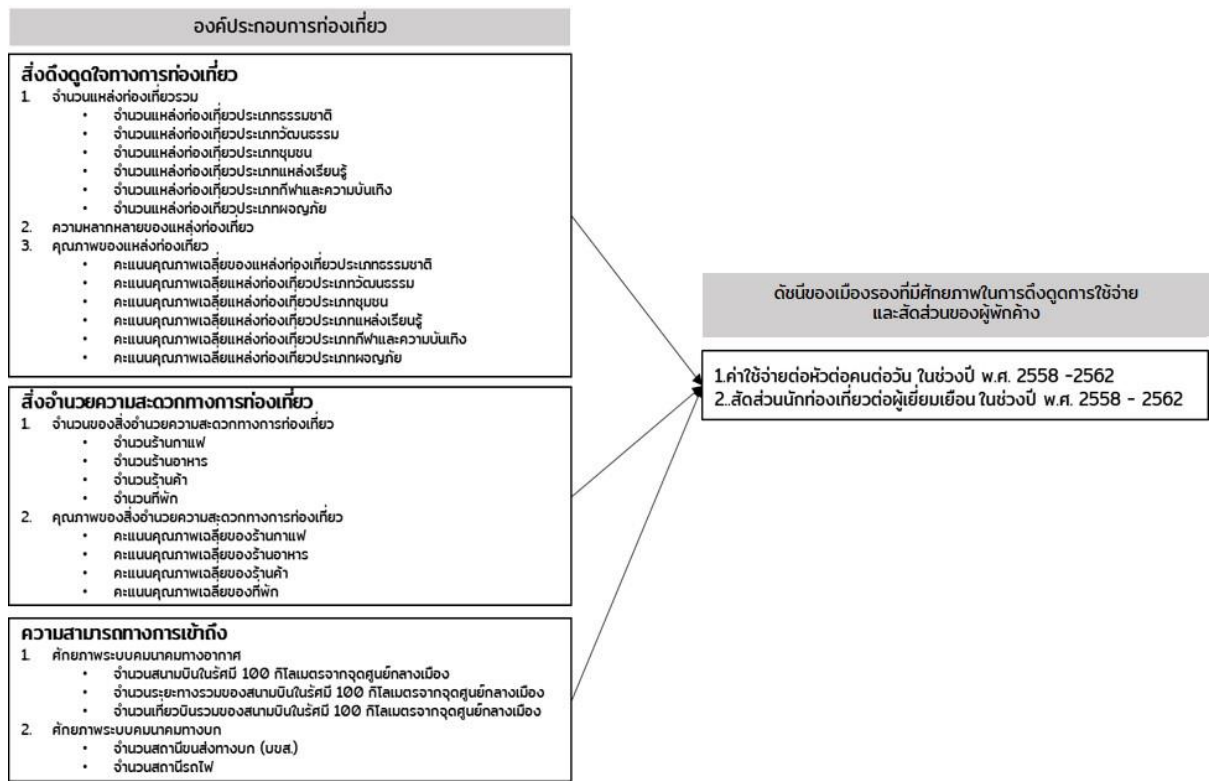 องค์ประกอบการท่องเที่ยว
สิ่งดึงดูดใจทางการท่องเที่ยว
1. จำนวนแหล่งท่องเที่ยวรวม
• จำนวนแหล่งท่องเที่ยวประเภทธรรมชาติ
• จำนวนแหล่งท่องเที่ยวประเภทวัฒนธรรม
• จำนวนแหล่งท่องเที่ยวประเภทชุมชน
• จำนวนแหล่งท่องเที่ยวประเภทแหล่งเรียนรู้
• จำนวนแหล่งท่องเที่ยวประเภทกีฬาและความบันเทิง
• จำนวนแหล่งท่องเที่ยวประเภทผจญภัย
2. ความหลากหลายของแหล่งท่องเที่ยว
3. คุณภาพของแหล่งท่องเที่ยว
• คะแนนคุณภาพเฉลี่ยของแหล่งท่องเที่ยวประเภทธรรมชาติ
• คะแนนคุณภาพเฉลี่ยแหล่งท่องเที่ยวประเภทวัฒนธรรม
• คะแนนคุณภาพเฉลี่ยแหล่งท่องเที่ยวประเภทชุมชน
• คะแนนคุณภาพเฉลี่ยแหล่งท่องเที่ยวประเภทแหล่งเรียนรู้
• คะแนนคุณภาพเฉลี่ยแหล่งท่องเที่ยวประเภทกีฬาและความบันเทิง
• คะแนนคุณภาพเฉลี่ยแหล่งท่องเที่ยวประเภทผจญภัย
สิ่งอำนวยความสะดวกทางการท่องเที่ยว
1. จำนวนของสิ่งอำนวยความสะดวกทางการท่องเที่ยว
• จำนวนร้านกาแฟ
• จำนวนร้านอาหาร
• จำนวนร้านค้า
• จำนวนที่พัก
2. คุณภาพของสิ่งอำนวยความสะดวกทางการท่องเที่ยว
• คะแนนคุณภาพเฉลี่ยของร้านกาแฟ
• คะแนนคุณภาพเฉลี่ยของร้านอาหาร
• คะแนนคุณภาพเฉลี่ยของร้านค้า
• คะแนนคุณภาพเฉลี่ยของที่พัก
ความสามารถทางการเข้าถึง
1. ศักยภาพระบบคมนาคมทางอากาศ
• จำนวนสนามบินในรัศมี 100 กิโลเมตรจากจุดศูนย์กลางเมือง
• จำนวนระยะทางรวมของสนามบินในรัศมี 100 กิโลเมตรจากจุดศูนย์กลางเมือง
• จำนวนเที่ยวบินรวมของสนามบินในรัศมี 100 กิโลเมตรจากจุดศูนย์กลางเมือง
2. ศักยภาพระบบคมนาคมทางบก
• จำนวนสถานีขนส่งทางบก (บขส.)
• จำนวนสถานีรถไฟ
ดัชนีของเมืองรองที่มีศักยภาพในการดึงดูดการใช้จ่าย
และสัดส่วนของผู้พักค้าง
1.ค่าใช้จ่ายต่อหัวต่อคนต่อวัน ในช่วงปี พ.ศ. 2558 -2562
2..สัดส่วนนักท่องเที่ยวต่อผู้เยี่ยมเยือน ในช่วงปี พ.ศ. 2558 - 2562